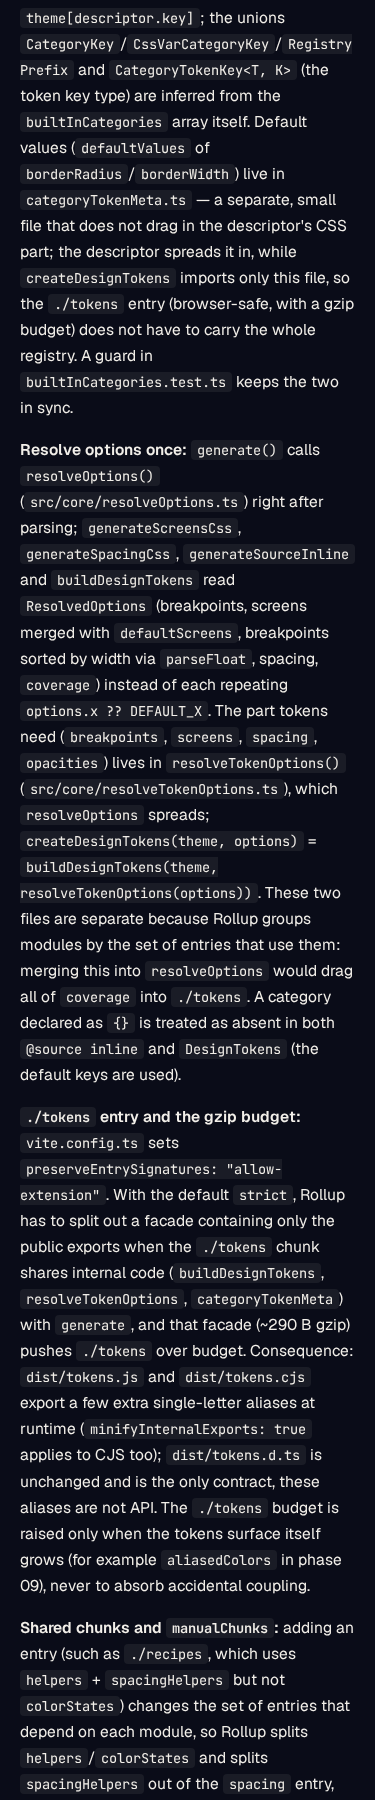 theme[descriptor.key] ; the unions
CategoryKey / CssVarCategoryKey / Registry
Prefix and CategoryTokenKey<T, K> (the
token key type) are inferred from the
builtInCategories array itself. Default
values ( defaultValues of
borderRadius / borderWidth ) live in
categoryTokenMeta.ts — a separate, small
file that does not drag in the descriptor's CSS
part; the descriptor spreads it in, while
createDesignTokens imports only this file, so
the ./tokens entry (browser-safe, with a gzip
budget) does not have to carry the whole
registry. A guard in
builtInCategories.test.ts keeps the two
in sync.
Resolve options once: generate() calls
resolveOptions()
( src/core/resolveOptions.ts ) right after
parsing; generateScreensCss ,
generateSpacingCss , generateSourceInline
and buildDesignTokens read
ResolvedOptions (breakpoints, screens
merged with defaultScreens , breakpoints
sorted by width via parseFloat , spacing,
coverage ) instead of each repeating
options.x ?? DEFAULT_X . The part tokens
need ( breakpoints , screens , spacing ,
opacities ) lives in resolveTokenOptions()
( src/core/resolveTokenOptions.ts ), which
resolveOptions spreads;
createDesignTokens(theme, options) =
buildDesignTokens(theme,
resolveTokenOptions(options)) . These two
files are separate because Rollup groups
modules by the set of entries that use them:
merging this into resolveOptions would drag
all of coverage into ./tokens . A category
declared as {} is treated as absent in both
@source inline and DesignTokens (the
default keys are used).
./tokens entry and the gzip budget:
vite.config.ts sets
preserveEntrySignatures: "allow-
extension" . With the default strict , Rollup
has to split out a facade containing only the
public exports when the ./tokens chunk
shares internal code ( buildDesignTokens ,
resolveTokenOptions , categoryTokenMeta )
with generate , and that facade (~290 B gzip)
pushes ./tokens over budget. Consequence:
dist/tokens.js and dist/tokens.cjs
export a few extra single-letter aliases at
runtime ( minifyInternalExports: true
applies to CJS too); dist/tokens.d.ts is
unchanged and is the only contract, these
aliases are not API. The ./tokens budget is
raised only when the tokens surface itself
grows (for example aliasedColors in phase
09), never to absorb accidental coupling.
Shared chunks and manualChunks : adding an
entry (such as ./recipes , which uses
helpers + spacingHelpers but not
colorStates ) changes the set of entries that
depend on each module, so Rollup splits
helpers / colorStates and splits
spacingHelpers out of the spacing entry,